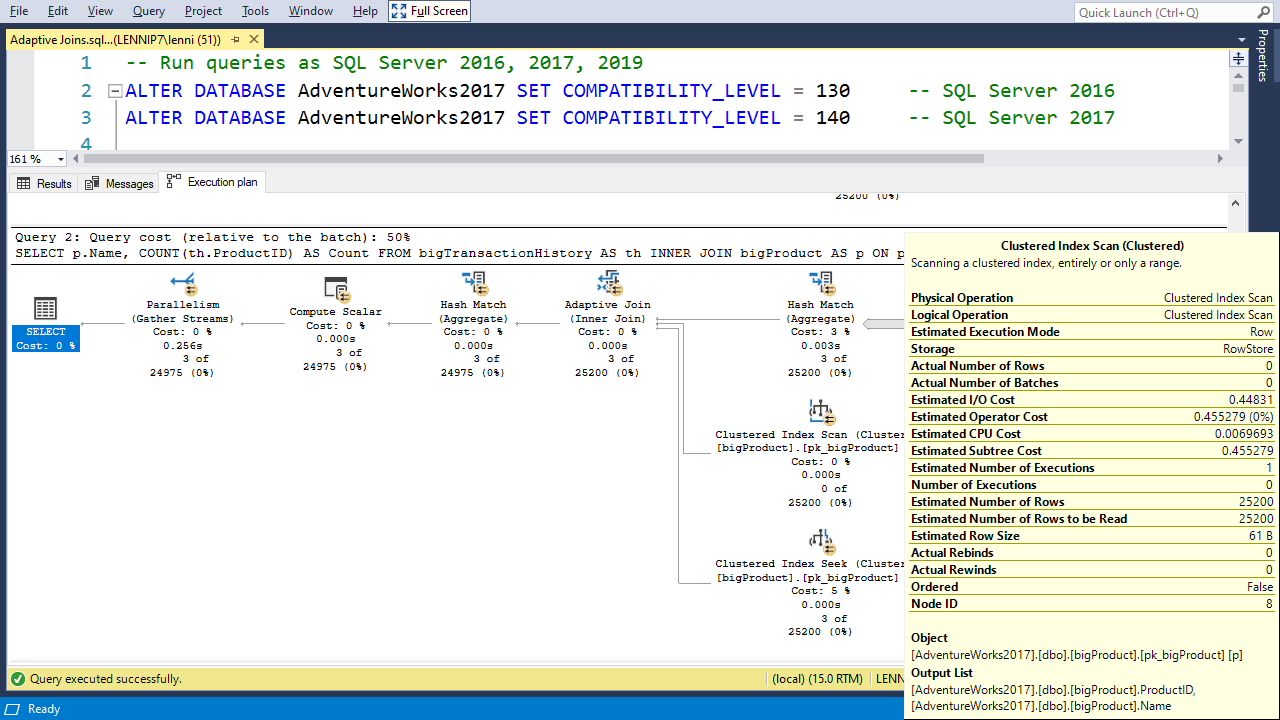 File Edit View Query Project Tools Window Help Full Screen
Quick Launch (Ctrl+Q)
Adaptive Joins.sql...(LENNIP7\lenni (51))
Properties
1 -- Run queries as SQL Server 2016, 2017, 2019
2 ALTER DATABASE AdventureWorks2017 SET COMPATIBILITY_LEVEL = 130 -- SQL Server 2016
3 ALTER DATABASE AdventureWorks2017 SET COMPATIBILITY_LEVEL = 140 -- SQL Server 2017
4
161 %
Results Messages Execution plan
25200 (0%)
Query 2: Query cost (relative to the batch): 50%
SELECT p.Name, COUNT(th.ProductID) AS Count FROM bigTransactionHistory AS th INNER JOIN bigProduct AS p ON p
SELECT
Cost: 0 %
Parallelism
(Gather Streams)
Cost: 0 %
0.256s
3 of
24975 (0%)
Compute Scalar
Cost: 0 %
0.000s
3 of
24975 (0%)
Hash Match
(Aggregate)
Cost: 0 %
0.000s
3 of
24975 (0%)
Adaptive Join
(Inner Join)
Cost: 0 %
0.000s
3 of
25200 (0%)
Hash Match
(Aggregate)
Cost: 3 %
0.003s
3 of
25200 (0%)
Clustered Index Scan (Cluster
[bigProduct].[pk_bigProduct]
Cost: 0 %
0.000s
0 of
25200 (0%)
Clustered Index Seek (Cluster
[bigProduct].[pk_bigProduct]
Cost: 5 %
0.000s
3 of
25200 (0%)
Clustered Index Scan (Clustered)
Scanning a clustered index, entirely or only a range.
Physical Operation Clustered Index Scan
Logical Operation Clustered Index Scan
Estimated Execution Mode Row
Storage RowStore
Actual Number of Rows 0
Actual Number of Batches 0
Estimated I/O Cost 0.44831
Estimated Operator Cost 0.455279 (0%)
Estimated CPU Cost 0.0069693
Estimated Subtree Cost 0.455279
Estimated Number of Executions 1
Number of Executions 0
Estimated Number of Rows 25200
Estimated Number of Rows to be Read 25200
Estimated Row Size 61 B
Actual Rebinds 0
Actual Rewinds 0
Ordered False
Node ID 8
Object
[AdventureWorks2017].[dbo].[bigProduct].[pk_bigProduct] [p]
Output List
[AdventureWorks2017].[dbo].[bigProduct].ProductID,
[AdventureWorks2017].[dbo].[bigProduct].Name
Query executed successfully. (local) (15.0 RTM) LENN
Ready